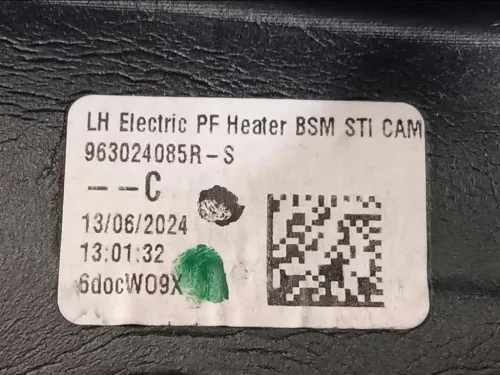 LH Electric PF Heater BSM STI CAM
963024085R-S
---C
13/06/2024
13:01:32
6docWO9X